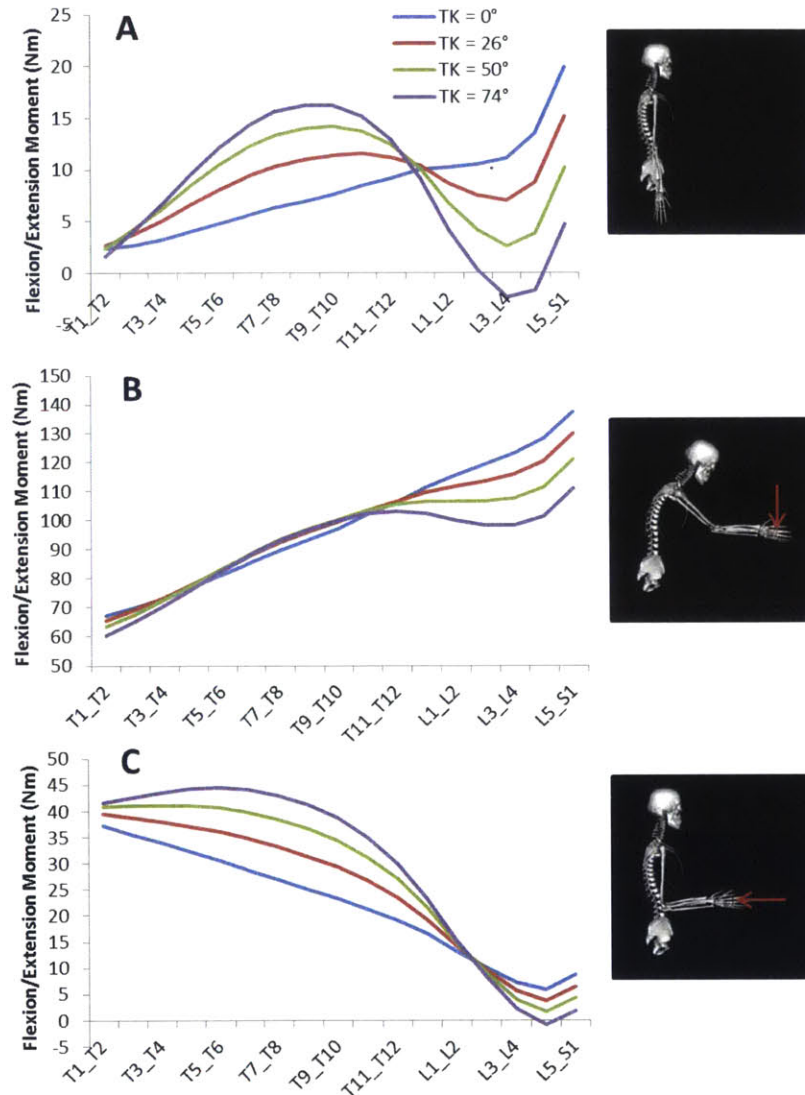 A
TK = 0°
TK = 26°
TK = 50°
TK = 74°
Flexion/Extension Moment (Nm)
25
20
15
10
5
0
-5
T1_T2
T3_T4
T5_T6
T7_T8
T9_T10
T11_T12
L1_L2
L3_L4
L5_S1
B
Flexion/Extension Moment (Nm)
150
140
130
120
110
100
90
80
70
60
50
T1_T2
T3_T4
T5_T6
T7_T8
T9_T10
T11_T12
L1_L2
L3_L4
L5_S1
C
Flexion/Extension Moment (Nm)
50
45
40
35
30
25
20
15
10
5
0
-5
T1_T2
T3_T4
T5_T6
T7_T8
T9_T10
T11_T12
L1_L2
L3_L4
L5_S1